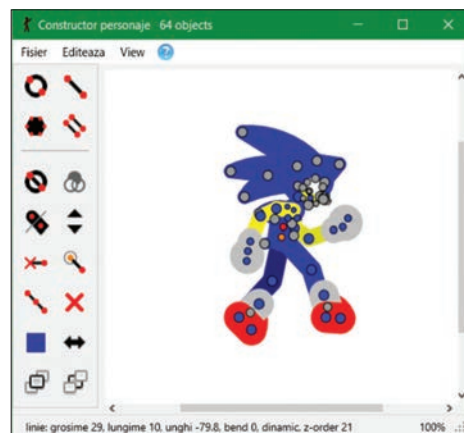 Constructor personaje 64 objects
Fisier Editeaza View ?
linie: grosime 29, lungime 10, unghi -79.8, bend 0, dinamic, z-order 21 100%